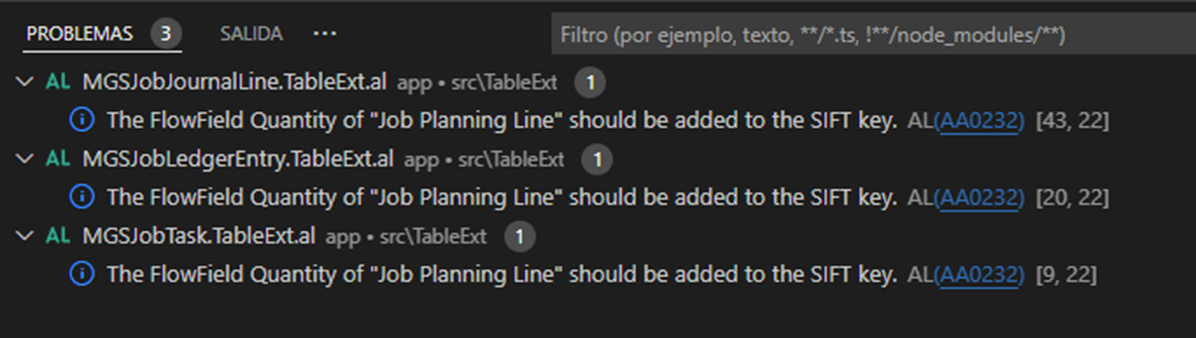 PROBLEMAS 3 SALIDA ··· Filtro (por ejemplo, texto, **/*.ts, !**/node_modules/**)
AL MGSJobJournalLine.TableExt.al app • src\TableExt 1
The FlowField Quantity of "Job Planning Line" should be added to the SIFT key. AL(AA0232) [43, 22]
AL MGSJobLedgerEntry.TableExt.al app • src\TableExt 1
The FlowField Quantity of "Job Planning Line" should be added to the SIFT key. AL(AA0232) [20, 22]
AL MGSJobTask.TableExt.al app • src\TableExt 1
The FlowField Quantity of "Job Planning Line" should be added to the SIFT key. AL(AA0232) [9, 22]